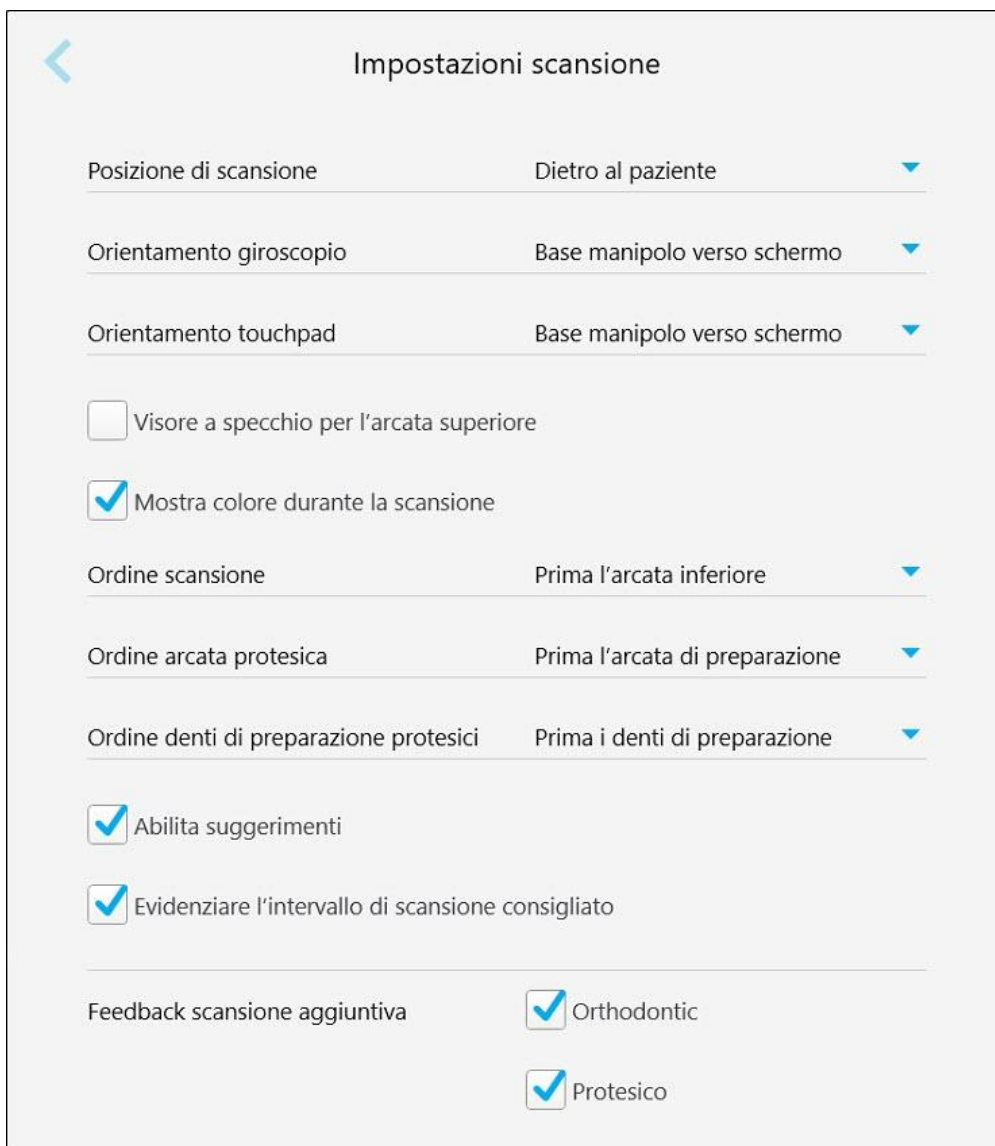 Impostazioni scansione
Posizione di scansione Dietro al paziente
Orientamento giroscopio Base manipolo verso schermo
Orientamento touchpad Base manipolo verso schermo
Visore a specchio per l'arcata superiore
Mostra colore durante la scansione
Ordine scansione Prima l'arcata inferiore
Ordine arcata protesica Prima l'arcata di preparazione
Ordine denti di preparazione protesici Prima i denti di preparazione
Abilita suggerimenti
Evidenziare l'intervallo di scansione consigliato
Feedback scansione aggiuntiva Orthodontic
Protesico